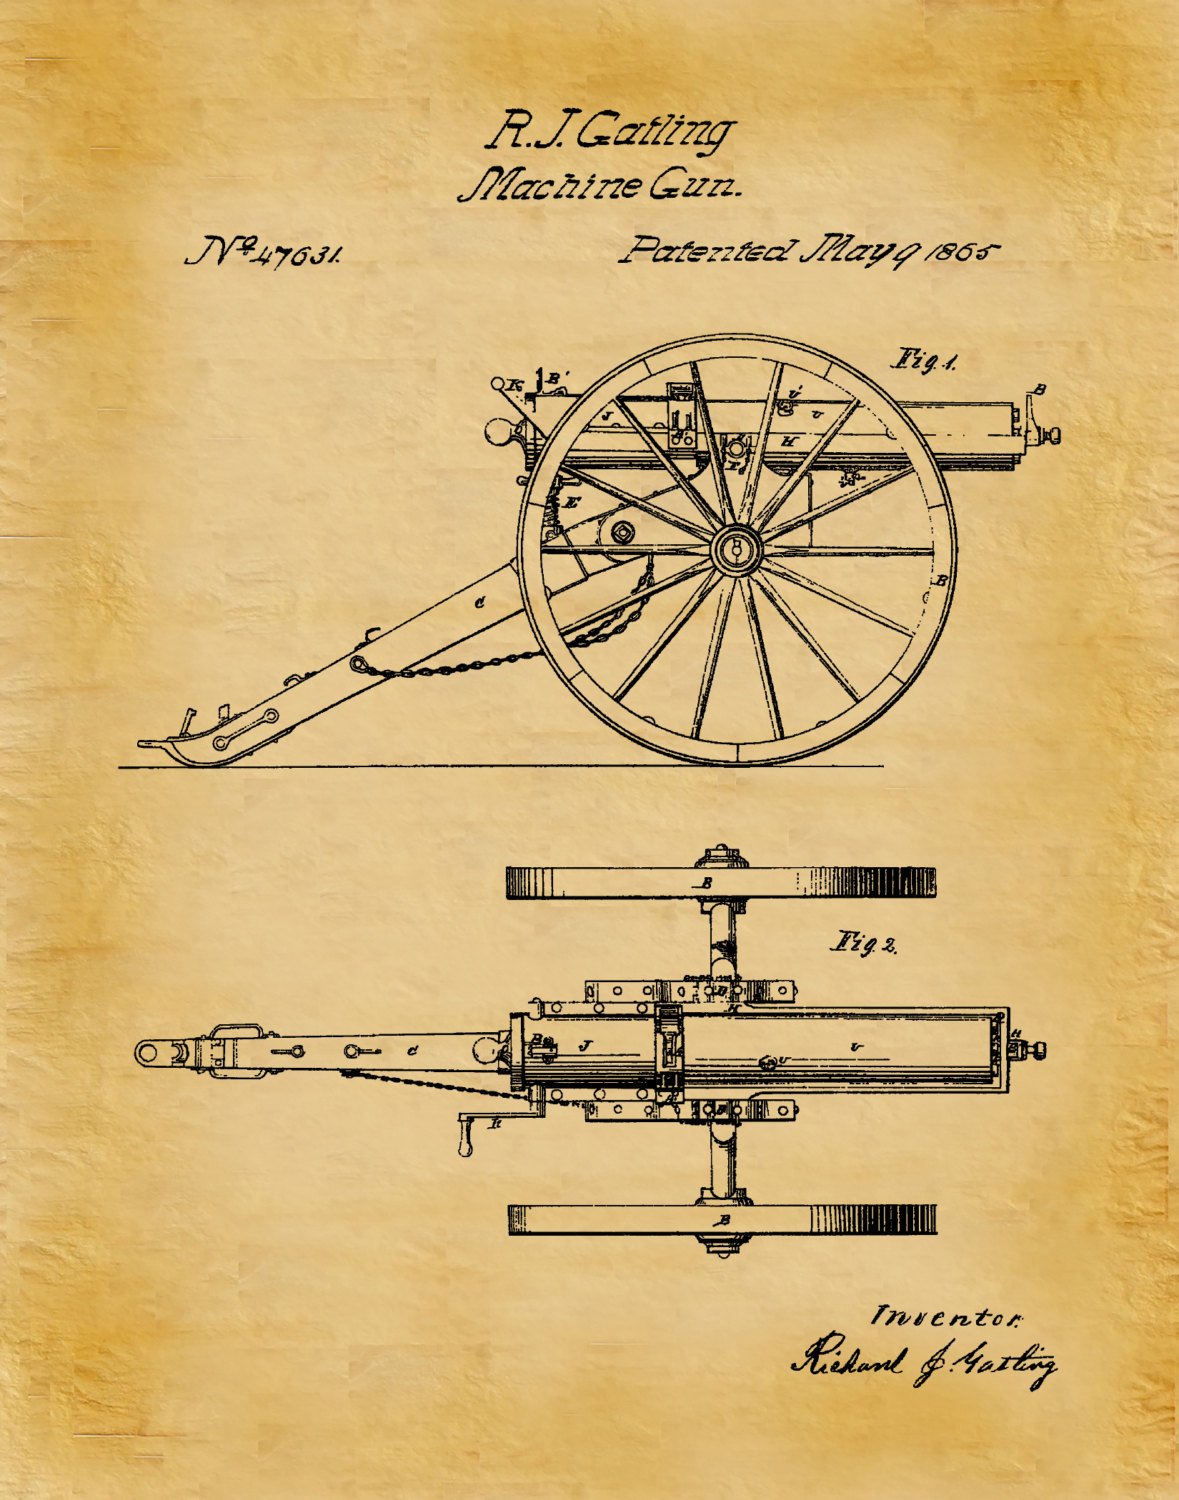 R.J. Gatling
Machine Gun.
Nº 47631. Patented May 9 1865
Fig. 1.
K B' U' B
J U
H
E
B
C
B
Fig. 2.
D
H
B H
C J U U
D
K
B
Inventor.
Richard J. Gatling